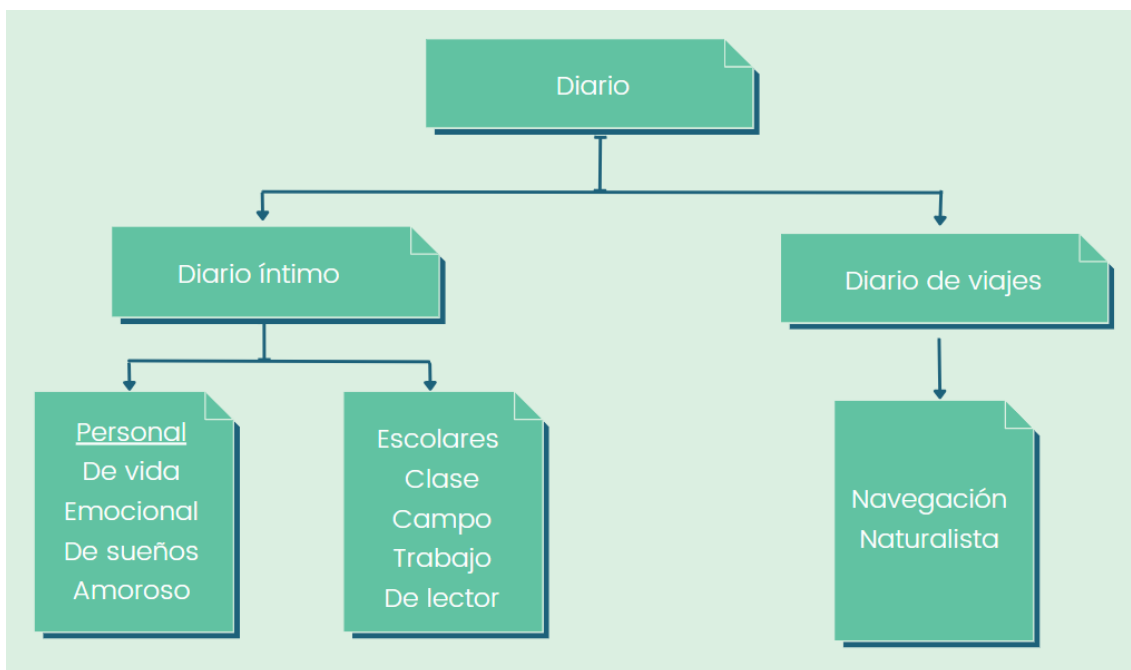 Diario
Diario íntimo
Diario de viajes
Personal
De vida
Emocional
De sueños
Amoroso
Escolares
Clase
Campo
Trabajo
De lector
Navegación
Naturalista